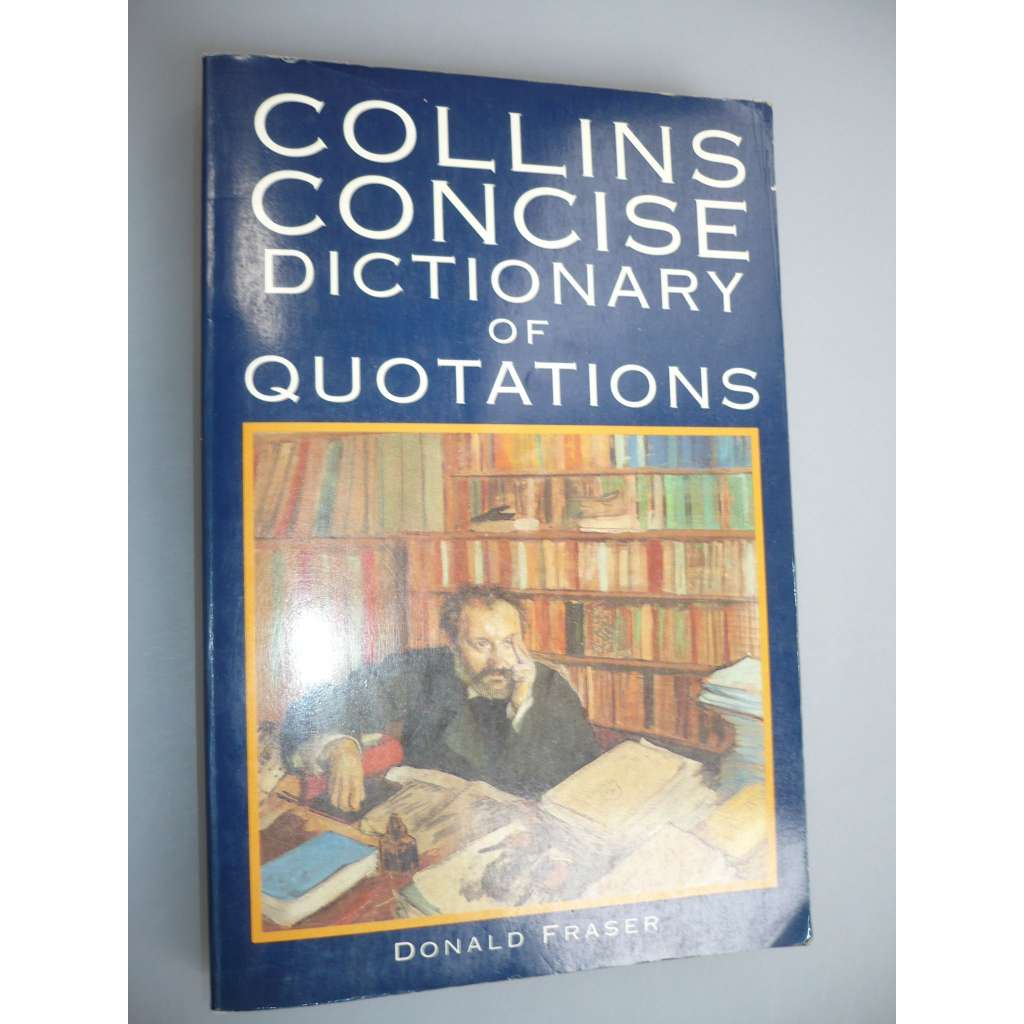 COLLINS
CONCISE
DICTIONARY
OF
QUOTATIONS
DONALD FRASER